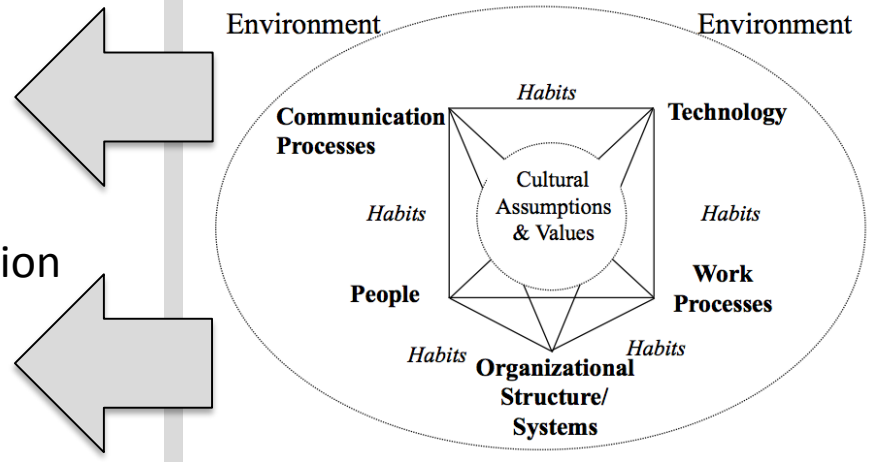 Environment Environment
Habits
Communication
Processes
Technology
Cultural
Assumptions
& Values
Habits
Habits
ion
People
Work
Processes
Habits
Habits
Organizational
Structure/
Systems